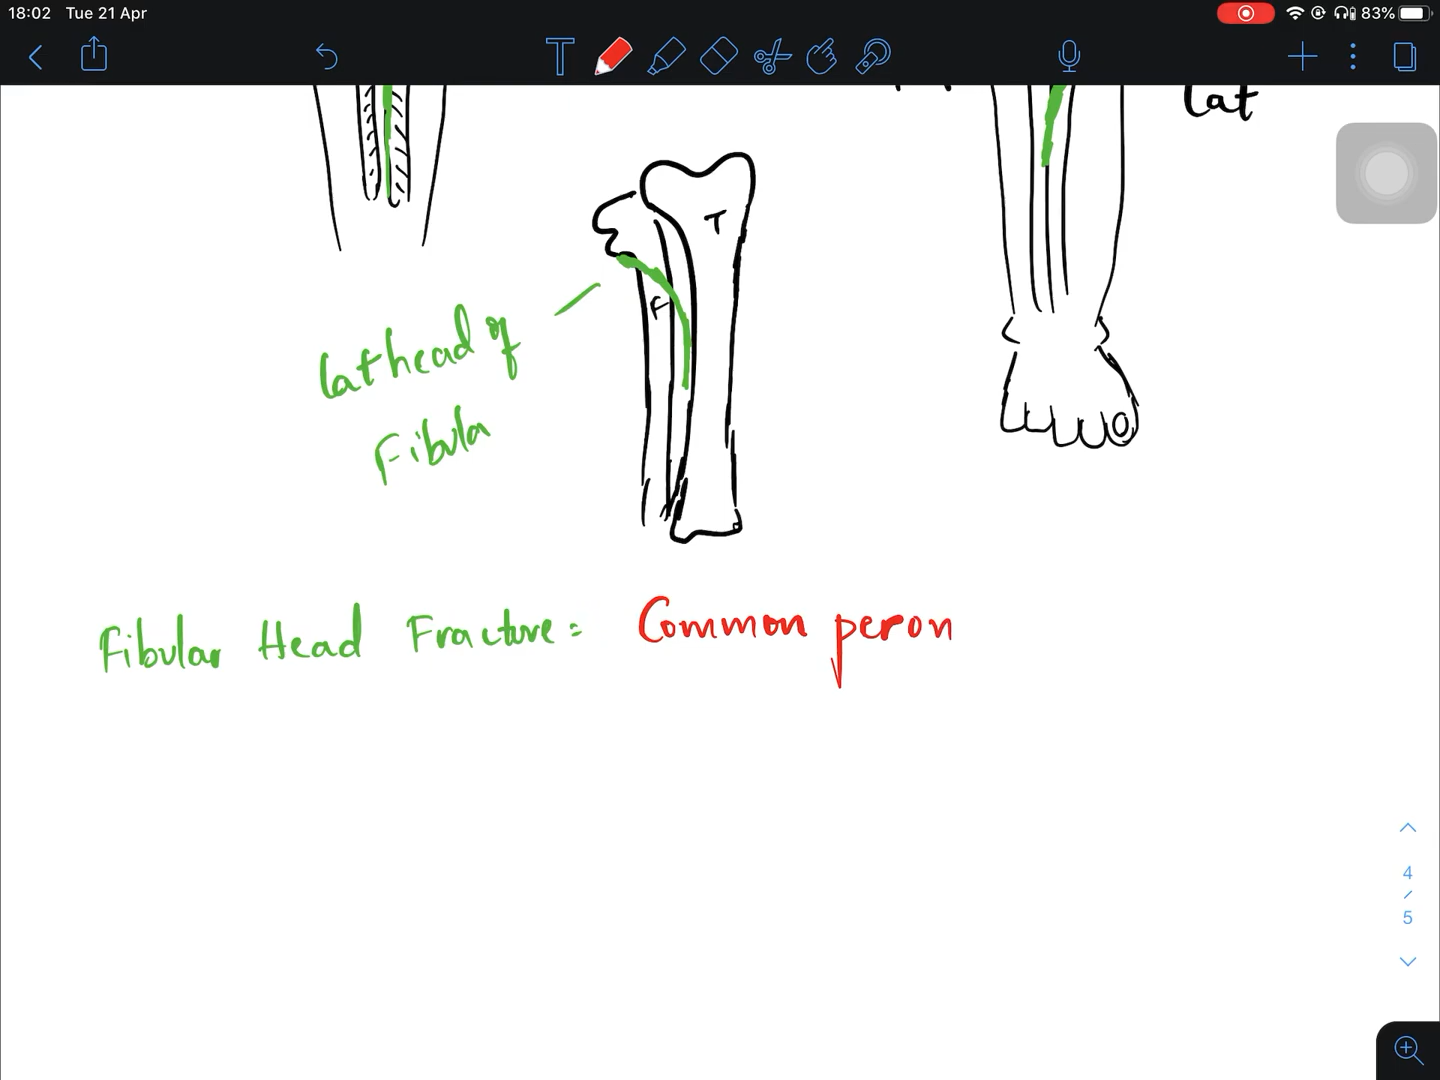 18:02 Tue 21 Apr 83%
T
Lat
T
F
Lat head of
Fibula
Fibular Head Fracture = Common peron
4
/
5